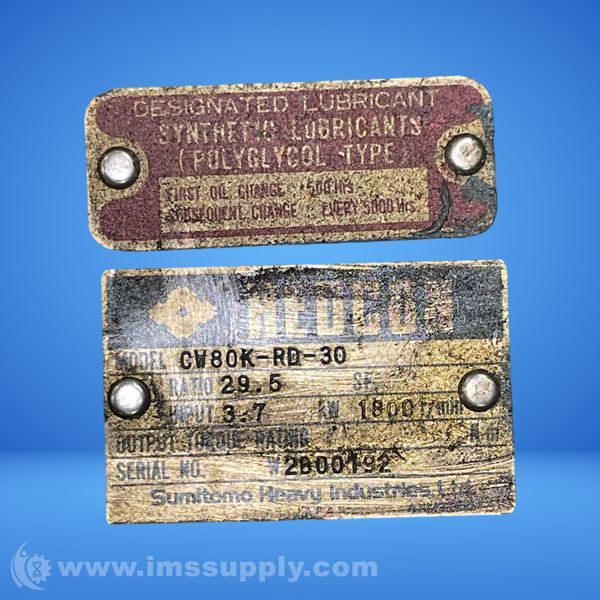 DESIGNATED LUBRICANT
SYNTHETIC LUBRICANTS
(POLYGLYCOL TYPE)
FIRST OIL CHANGE : 500 Hrs
SUBSEQUENT CHANGE : EVERY 5000 Hrs
HEDCON
MODEL CW80K-RD-30
RATIO 29.5 SF
INPUT 3.7 kW 1800 r/min
OUTPUT TORQUE RATING N·m
SERIAL NO. W2B00192
Sumitomo Heavy Industries, Ltd.
www.imssupply.com